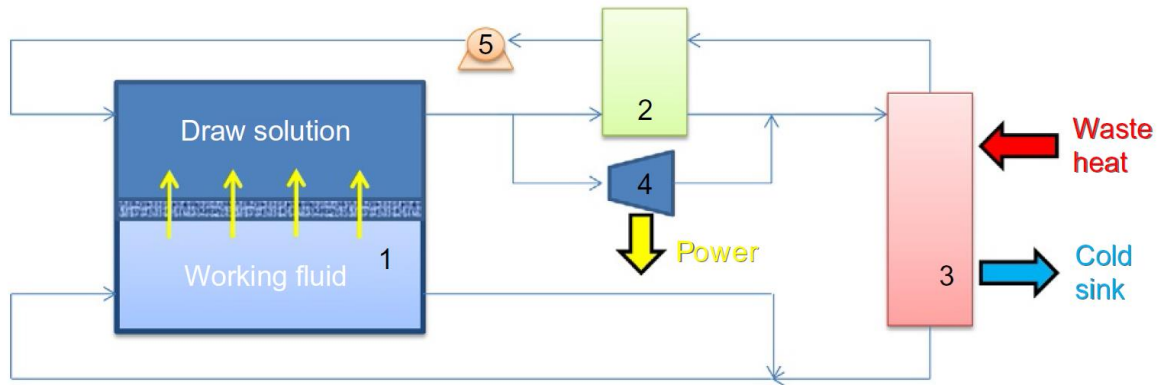 5
2
Draw solution
Waste
heat
4
Power
1
Working fluid
3
Cold
sink